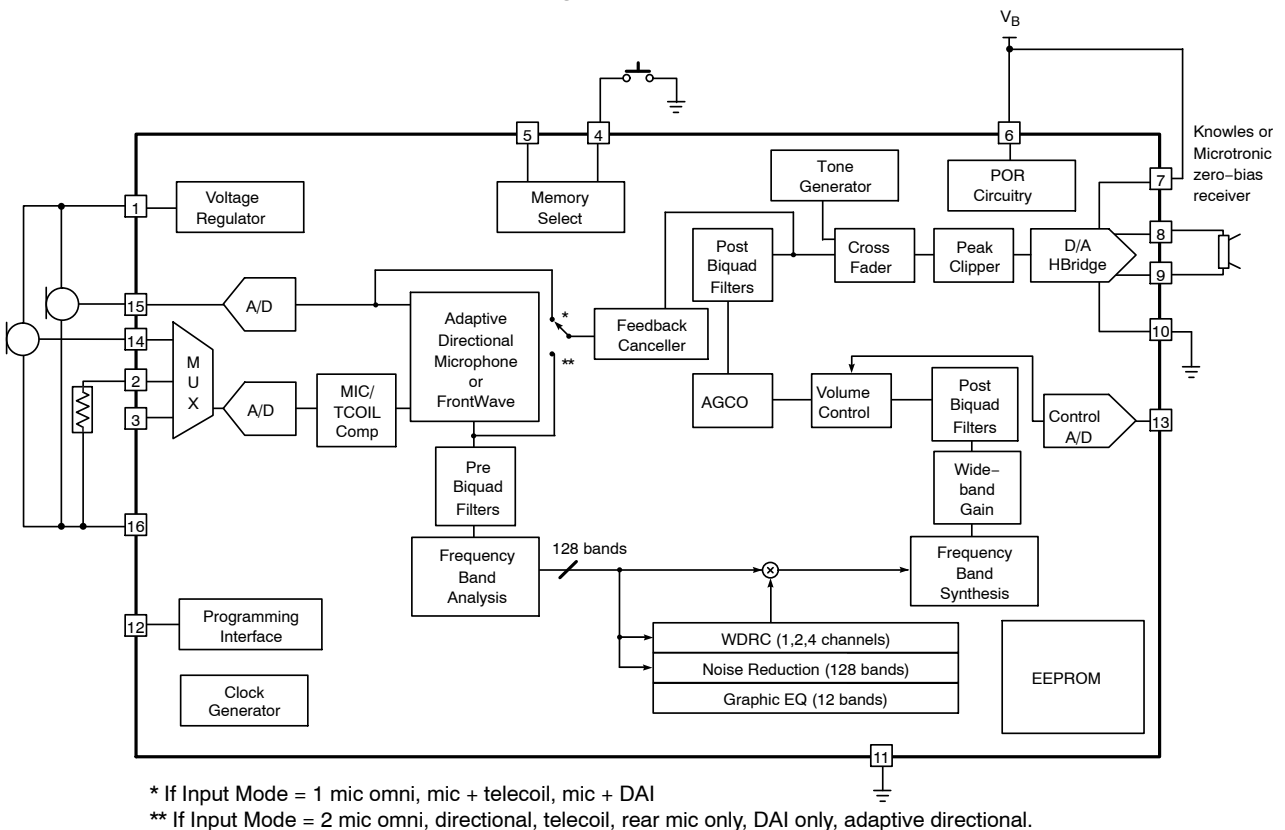 V_B
5
4
6
Knowles or
Microtronic
zero−bias
receiver
Tone
Generator
POR
Circuitry
7
Voltage
Regulator
1
Memory
Select
8
Post
Biquad
Filters
Cross
Fader
Peak
Clipper
D/A
HBridge
9
15
A/D
Adaptive
Directional
Microphone
or
FrontWave
*
**
Feedback
Canceller
10
14
M
U
X
2
3
A/D
MIC/
TCOIL
Comp
AGCO
Volume
Control
Post
Biquad
Filters
Control
A/D
13
Pre
Biquad
Filters
Wide−
band
Gain
16
Frequency
Band
Analysis
128 bands
×
Frequency
Band
Synthesis
12
Programming
Interface
WDRC (1,2,4 channels)
Noise Reduction (128 bands)
Graphic EQ (12 bands)
EEPROM
Clock
Generator
11
* If Input Mode = 1 mic omni, mic + telecoil, mic + DAI
** If Input Mode = 2 mic omni, directional, telecoil, rear mic only, DAI only, adaptive directional.